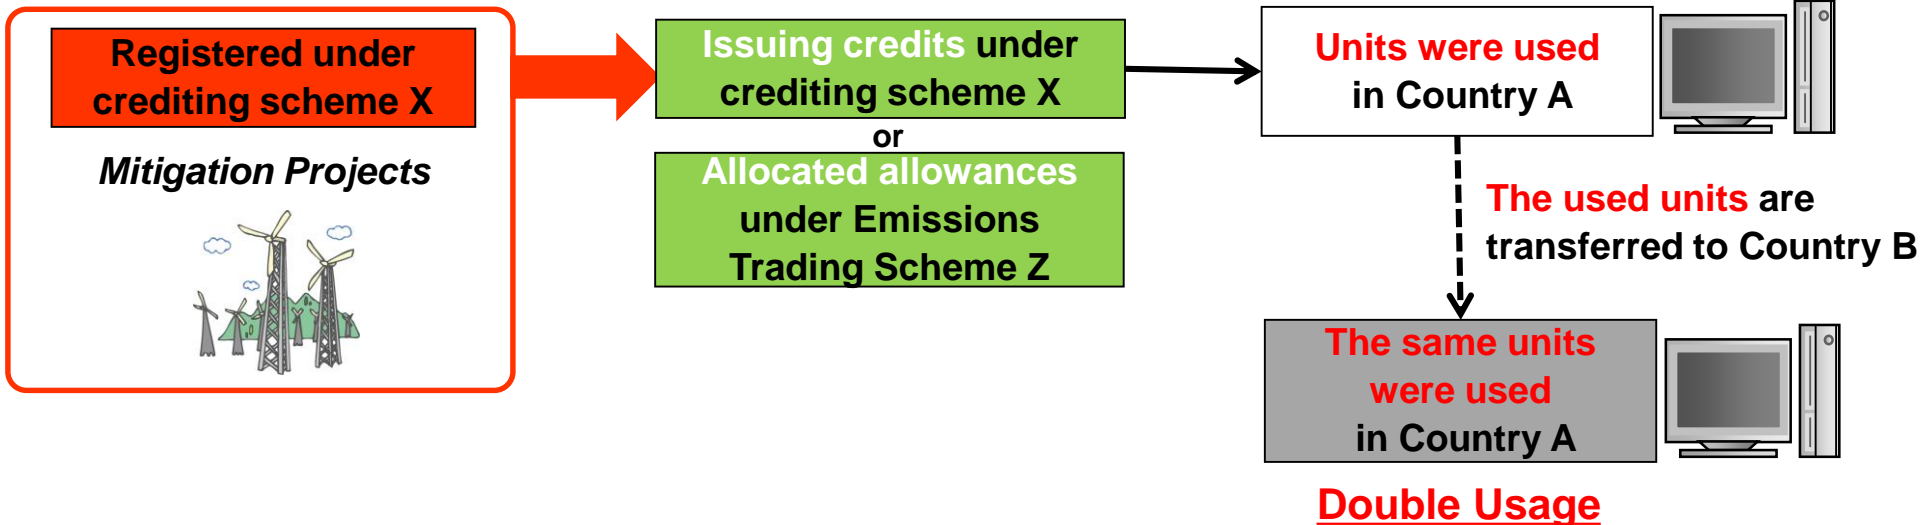 Registered under
crediting scheme X
Mitigation Projects
Issuing credits under
crediting scheme X
or
Allocated allowances
under Emissions
Trading Scheme Z
Units were used
in Country A
The used units are
transferred to Country B
The same units
were used
in Country A
Double Usage